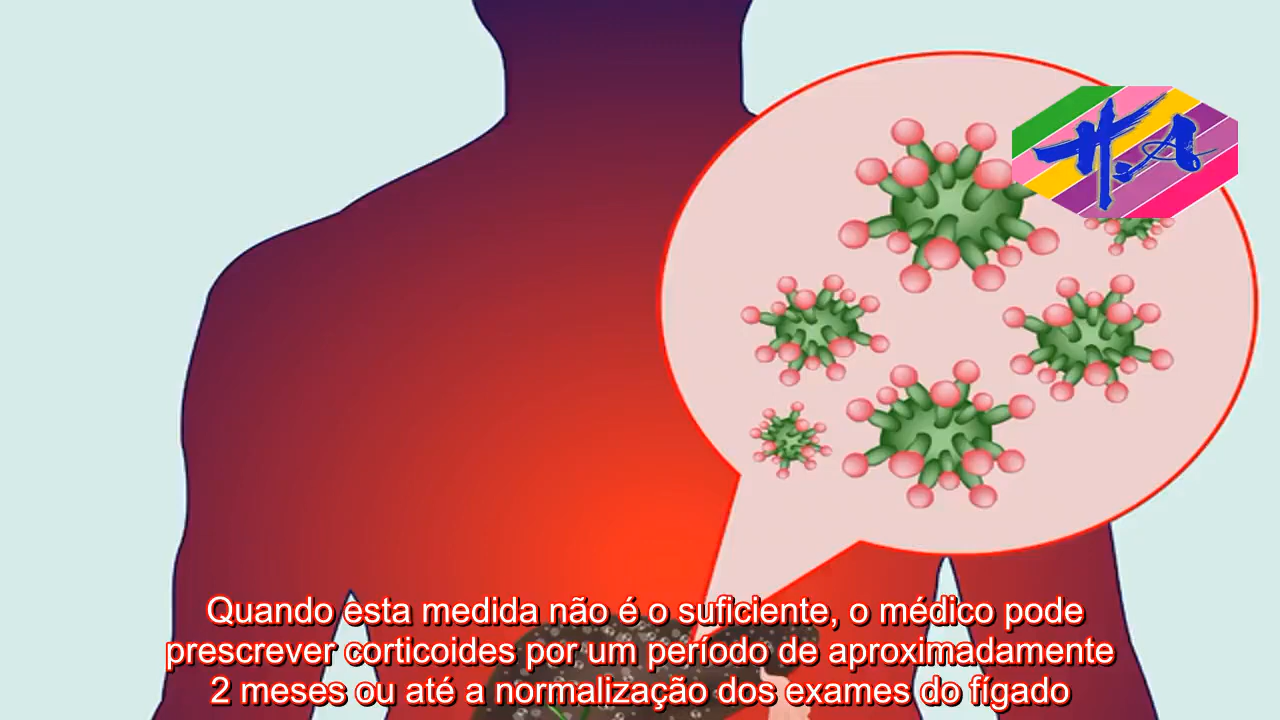 H.A
Quando esta medida não é o suficiente, o médico pode
prescrever corticoides por um período de aproximadamente
2 meses ou até a normalização dos exames do fígado